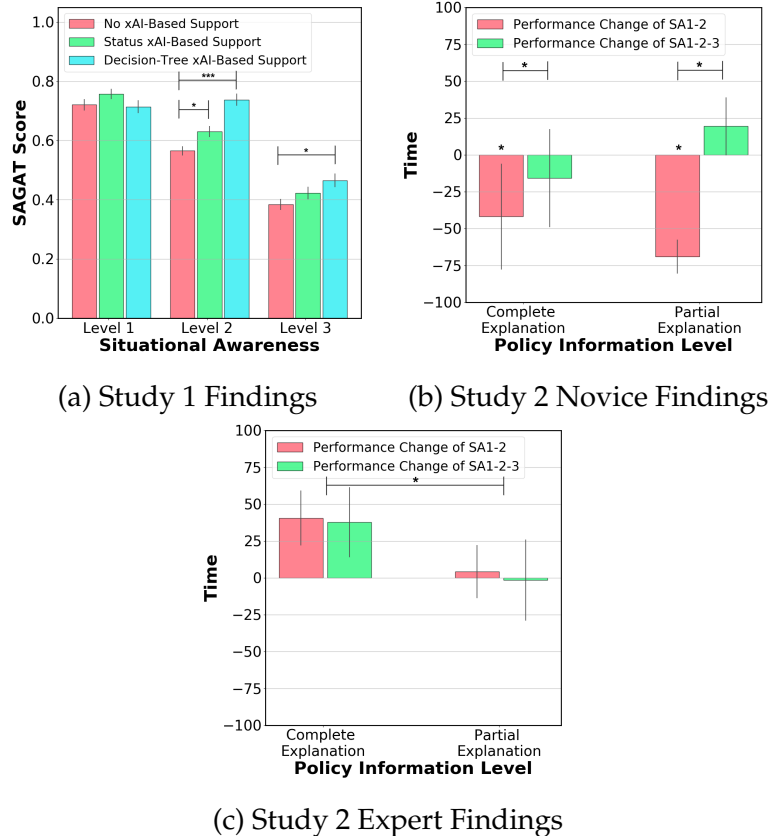 1.0
0.8
0.6
0.4
0.2
0.0
SAGAT Score
No xAI-Based Support
Status xAI-Based Support
Decision-Tree xAI-Based Support
***
*
*
Level 1 Level 2 Level 3
Situational Awareness
(a) Study 1 Findings
100
75
50
25
0
−25
−50
−75
−100
Time
Performance Change of SA1-2
Performance Change of SA1-2-3
* *
* *
Complete Partial
Explanation Explanation
Policy Information Level
(b) Study 2 Novice Findings
100
75
50
25
0
−25
−50
−75
−100
Time
Performance Change of SA1-2
Performance Change of SA1-2-3
*
Complete Partial
Explanation Explanation
Policy Information Level
(c) Study 2 Expert Findings